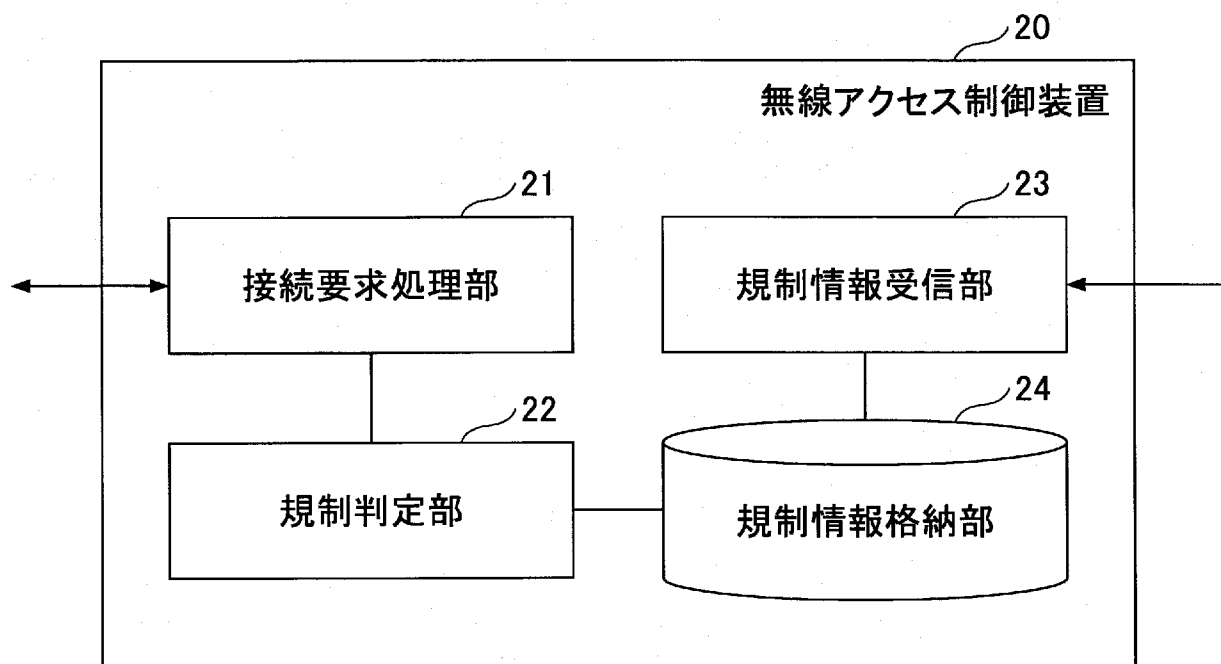 20
無線アクセス制御装置
21
接続要求処理部
23
規制情報受信部
22
規制判定部
24
規制情報格納部